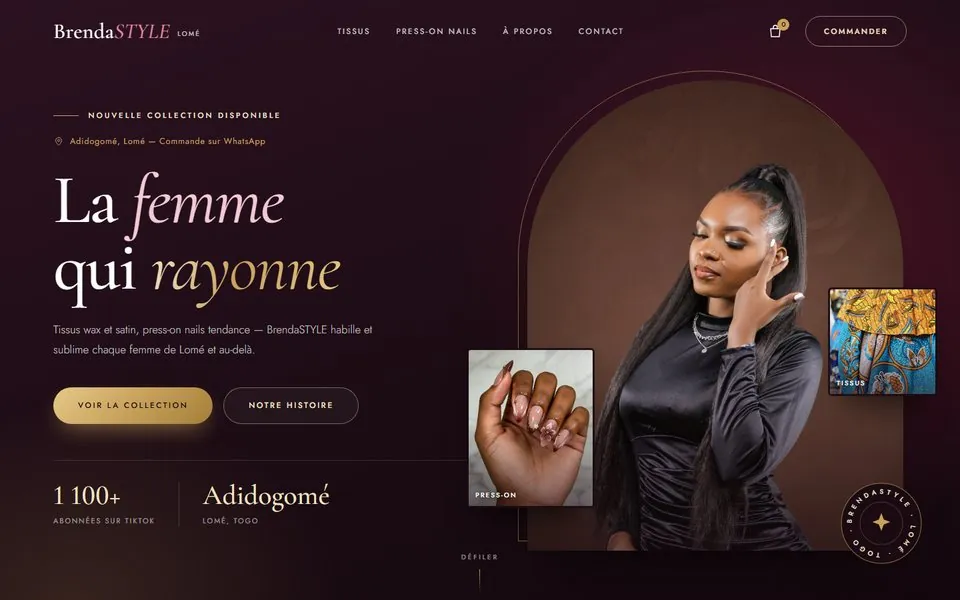 BrendaSTYLE LOMÉ
TISSUS
PRESS-ON NAILS
À PROPOS
CONTACT
0
COMMANDER
NOUVELLE COLLECTION DISPONIBLE
Adidogomé, Lomé — Commande sur WhatsApp
La femme
qui rayonne
Tissus wax et satin, press-on nails tendance — BrendaSTYLE habille et
sublime chaque femme de Lomé et au-delà.
VOIR LA COLLECTION
NOTRE HISTOIRE
1 100+
ABONNÉES SUR TIKTOK
Adidogomé
LOMÉ, TOGO
PRESS-ON
TISSUS
BRENDASTYLE · LOMÉ · TOGO ·
DÉFILER